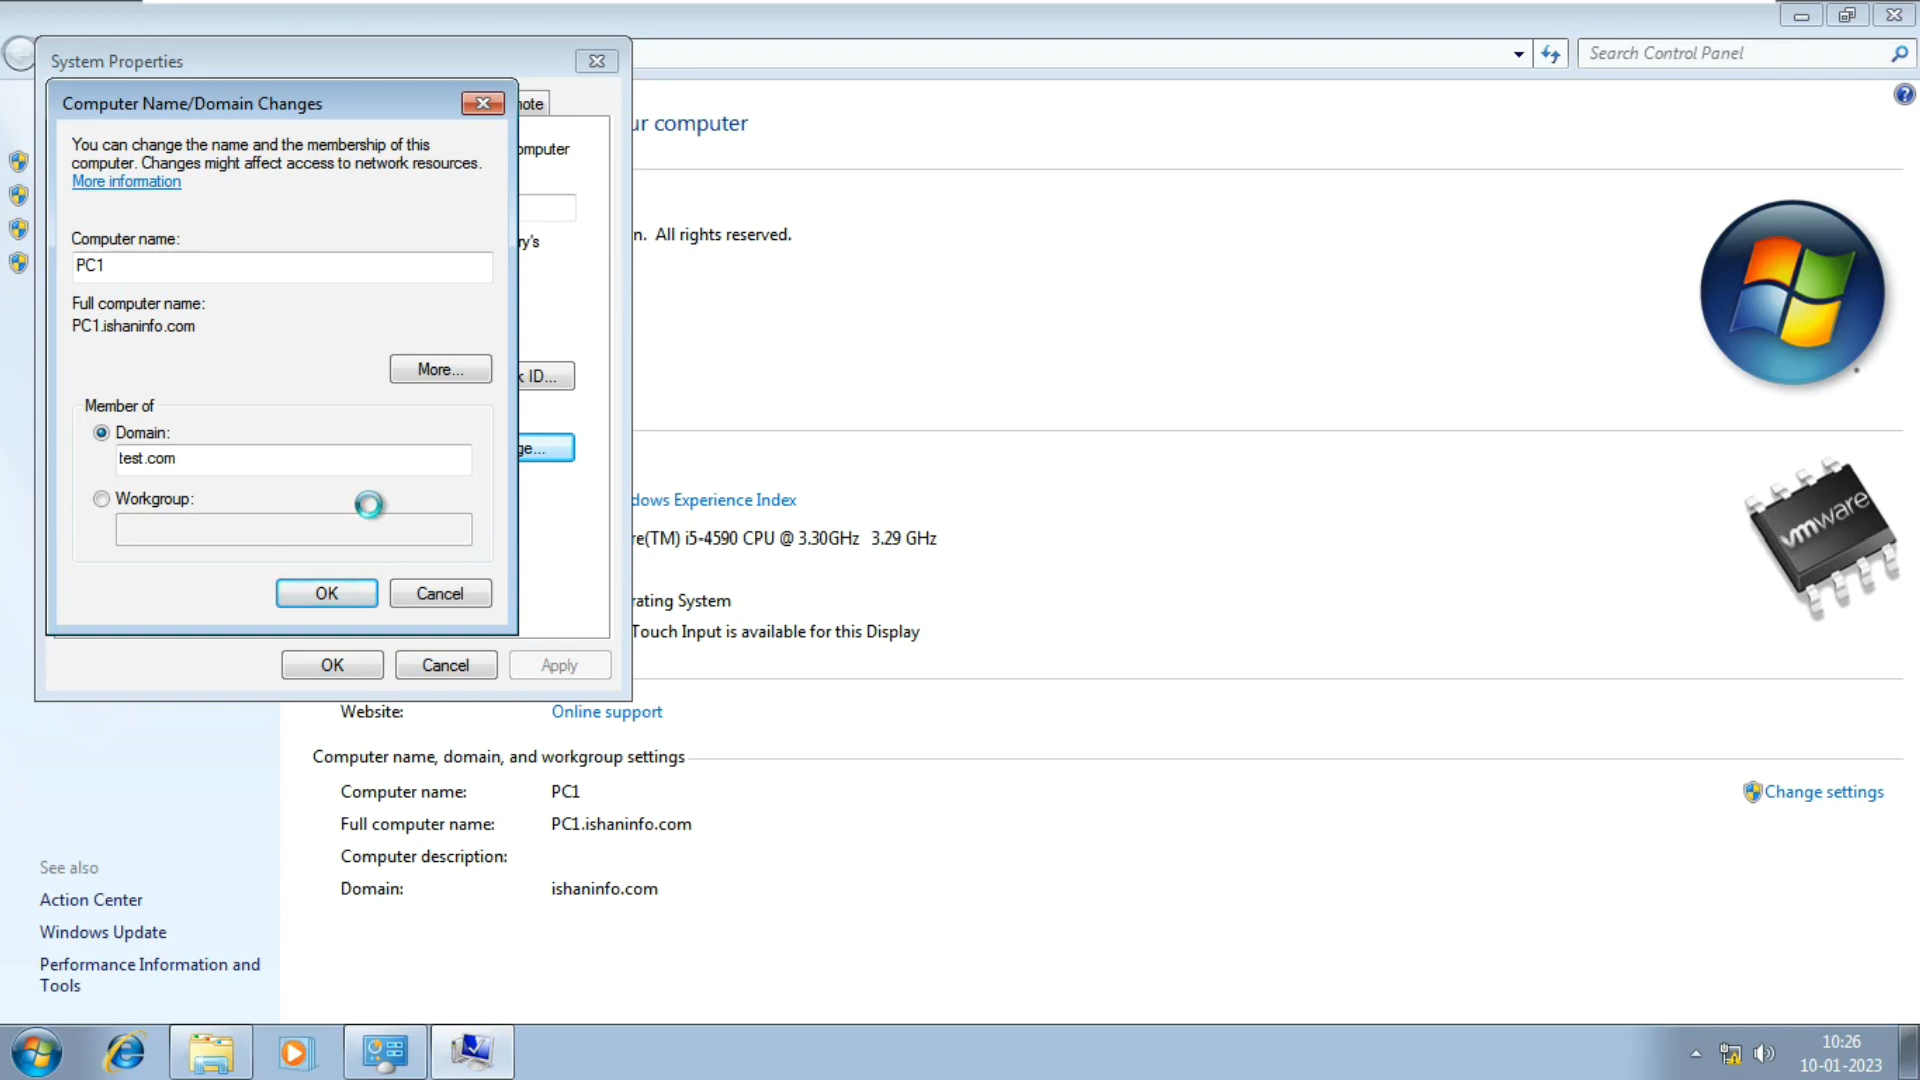 Search Control Panel
System Properties
Computer Name/Domain Changes
You can change the name and the membership of this
computer. Changes might affect access to network resources.
More information
Computer name:
PC1
Full computer name:
PC1.ishaninfo.com
More...
Member of
Domain:
test.com
Workgroup:
OK Cancel
OK Cancel Apply
ur computer
n. All rights reserved.
k ID...
ge...
dows Experience Index
re(TM) i5-4590 CPU @ 3.30GHz 3.29 GHz
rating System
Touch Input is available for this Display
vmware
Website: Online support
Computer name, domain, and workgroup settings
Computer name: PC1
Change settings
Full computer name: PC1.ishaninfo.com
Computer description:
Domain: ishaninfo.com
See also
Action Center
Windows Update
Performance Information and
Tools
10:26
10-01-2023